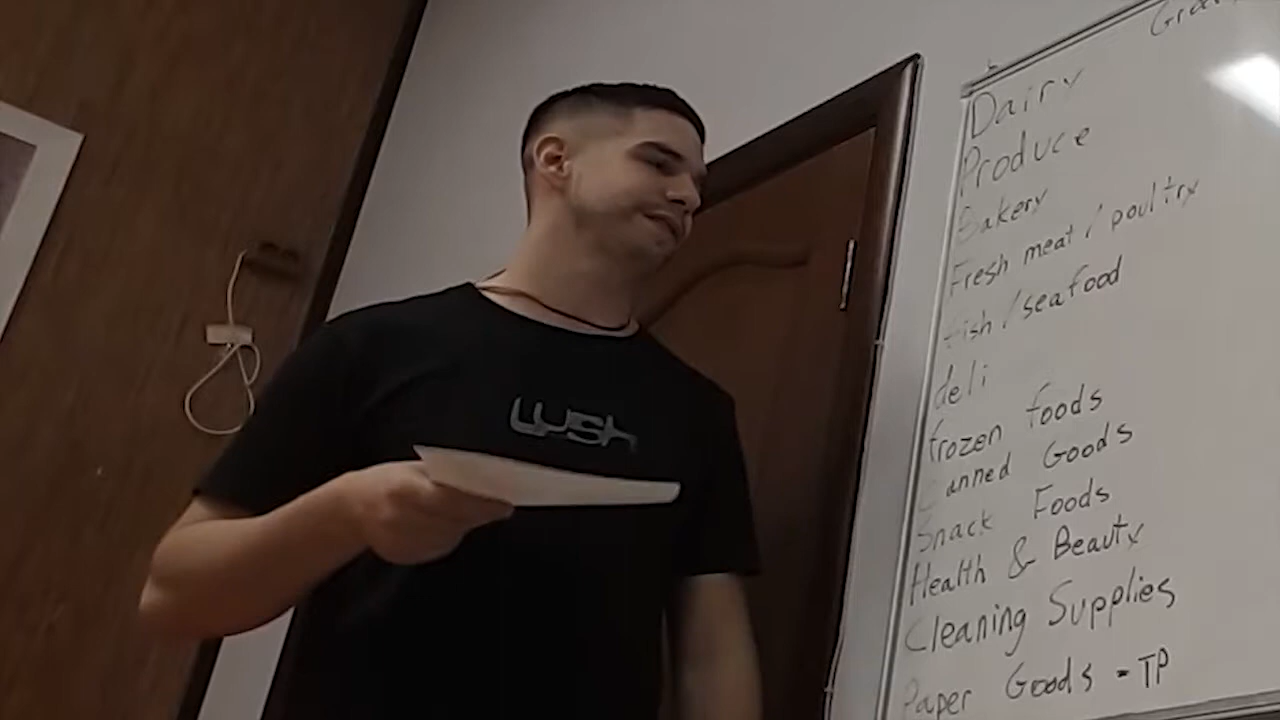 Dairy
Produce
Bakery
Fresh meat / poultry
fish / seafood
deli
frozen foods
Canned Goods
Snack Foods
Health & Beauty
Cleaning Supplies
Paper Goods - TP
Lush